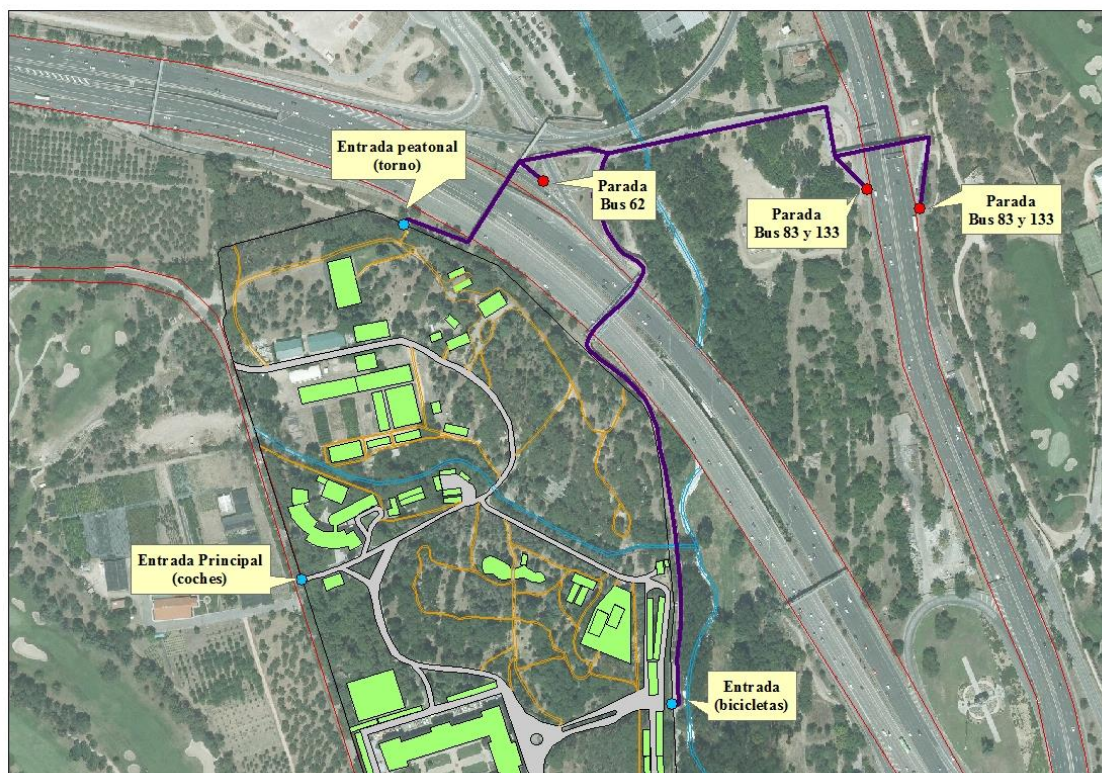 Entrada peatonal
(torno)
Parada
Bus 62
Parada
Bus 83 y 133
Parada
Bus 83 y 133
Entrada Principal
(coches)
Entrada
(bicicletas)